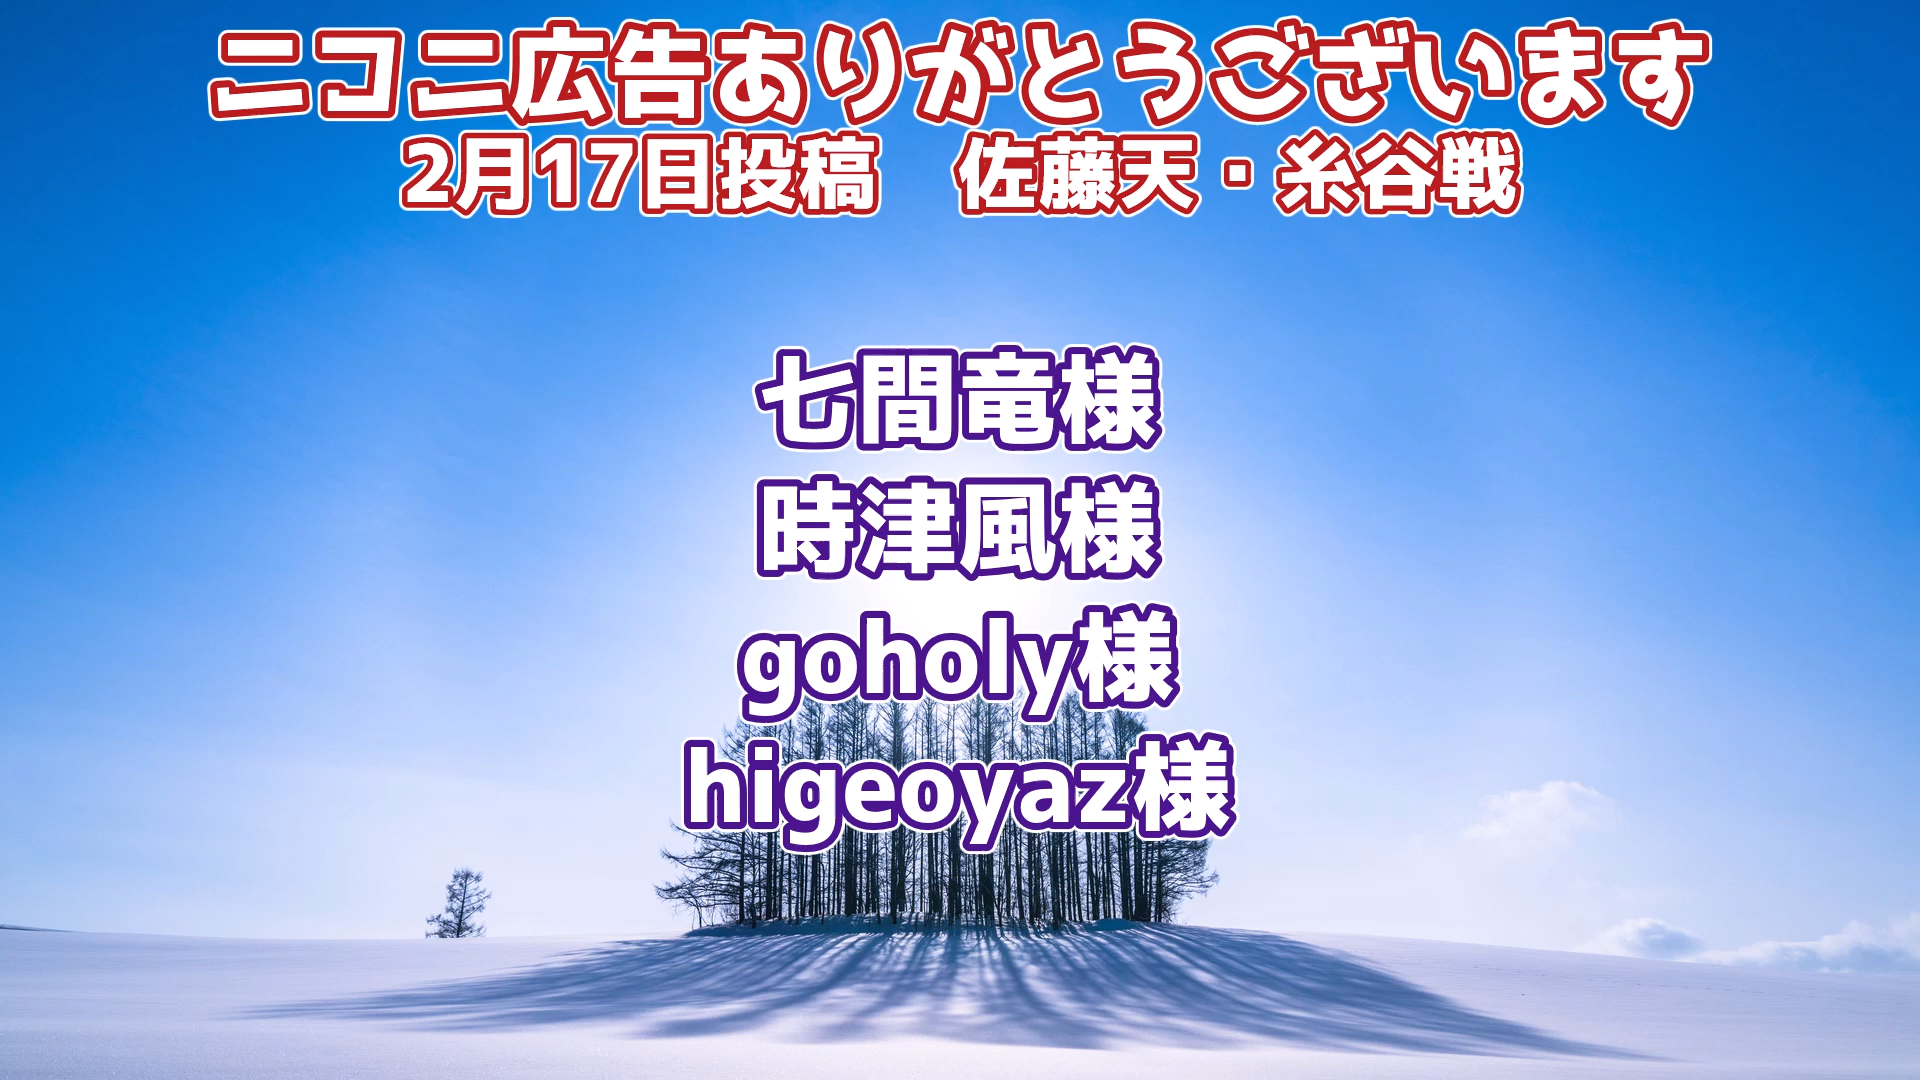 ニコニ広告ありがとうございます
2月17日投稿　佐藤天・糸谷戦
七間竜様
時津風様
goholy様
higeoyaz様